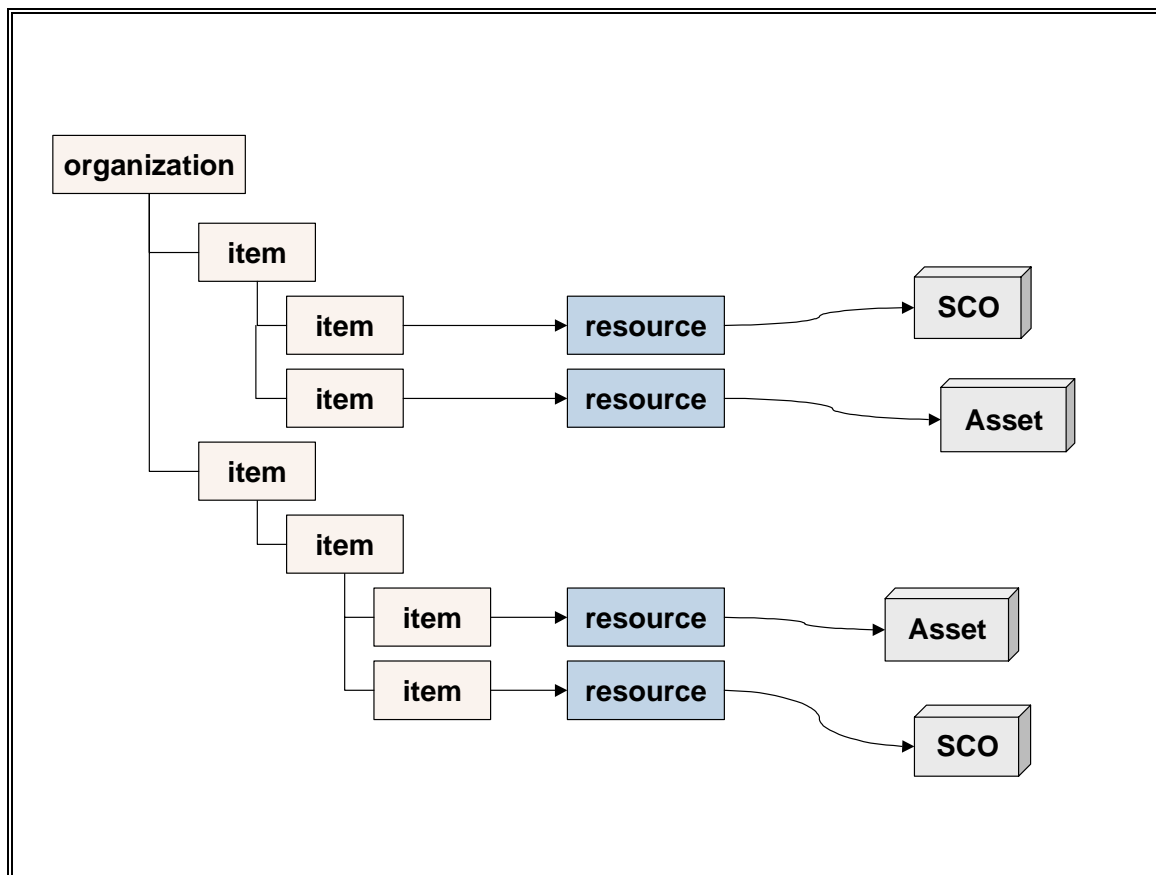 organization
item
item resource SCO
item resource Asset
item
item
item resource Asset
item resource SCO